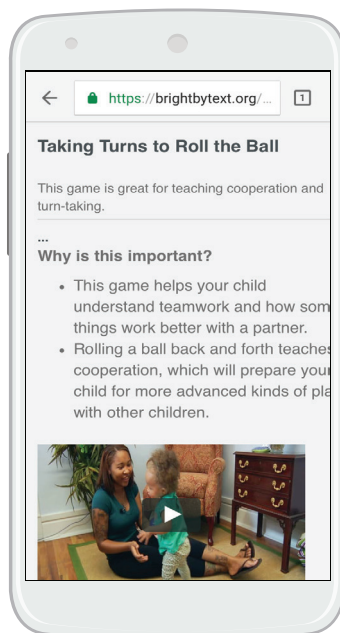 https://brightbytext.org/...
1
Taking Turns to Roll the Ball
This game is great for teaching cooperation and
turn-taking.
...
Why is this important?
• This game helps your child
understand teamwork and how som
things work better with a partner.
• Rolling a ball back and forth teaches
cooperation, which will prepare your
child for more advanced kinds of pla
with other children.